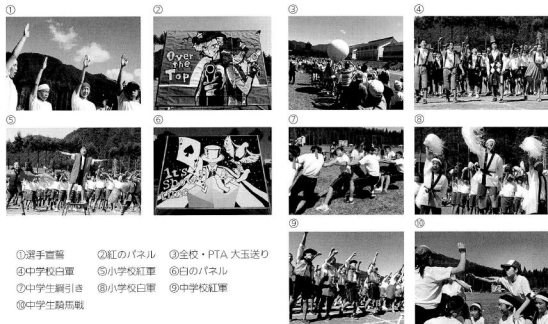 ① ② ③ ④
Over
the
Top
⑤ ⑥ ⑦ ⑧
It's
⑨ ⑩
①選手宣誓 ②紅のパネル ③全校・PTA 大玉送り
④中学校白軍 ⑤小学校紅軍 ⑥白のパネル
⑦中学生綱引き ⑧小学校白軍 ⑨中学校紅軍
⑩中学生騎馬戦